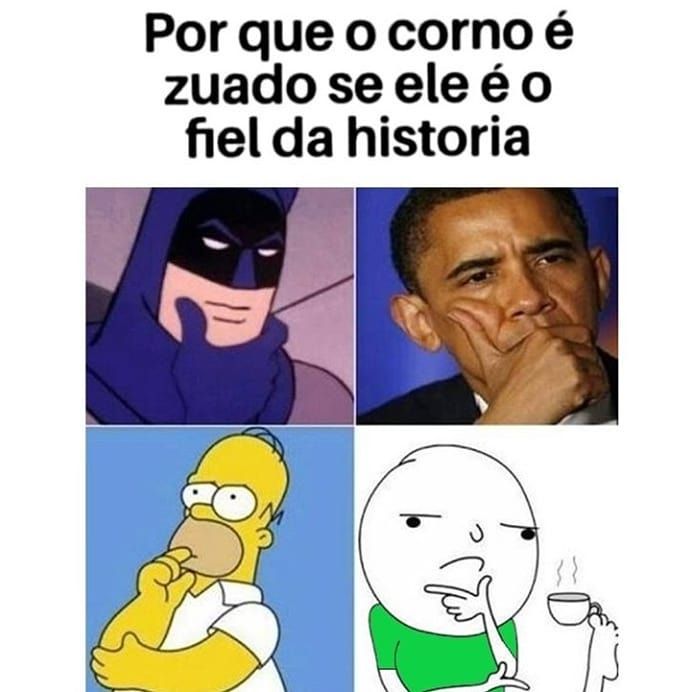 Por que o corno é
zuado se ele é o
fiel da historia